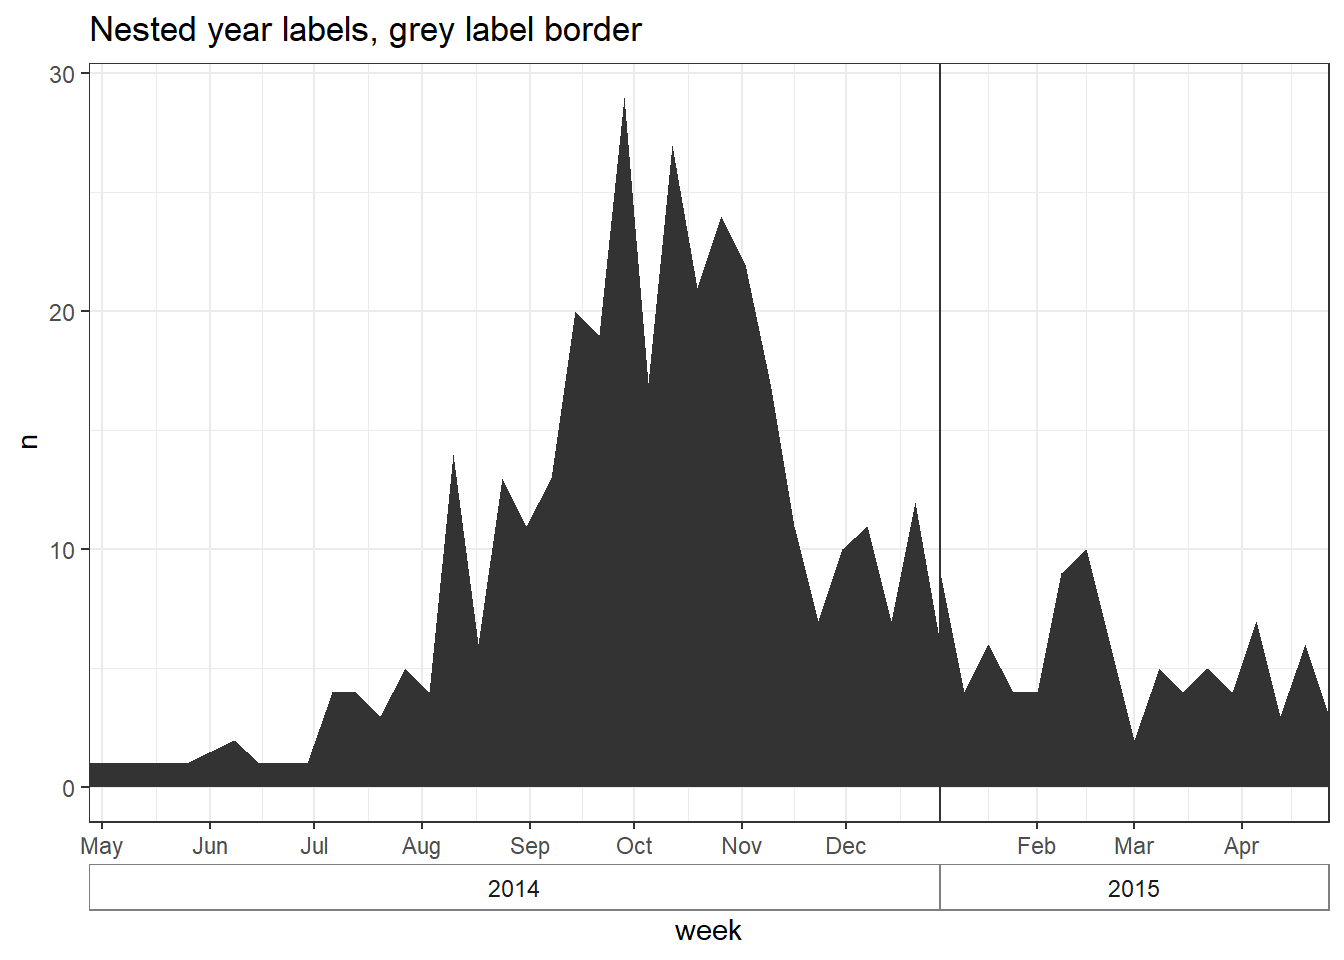 Nested year labels, grey label border
30
20
10
0
n
May Jun Jul Aug Sep Oct Nov Dec Feb Mar Apr
2014 2015
week